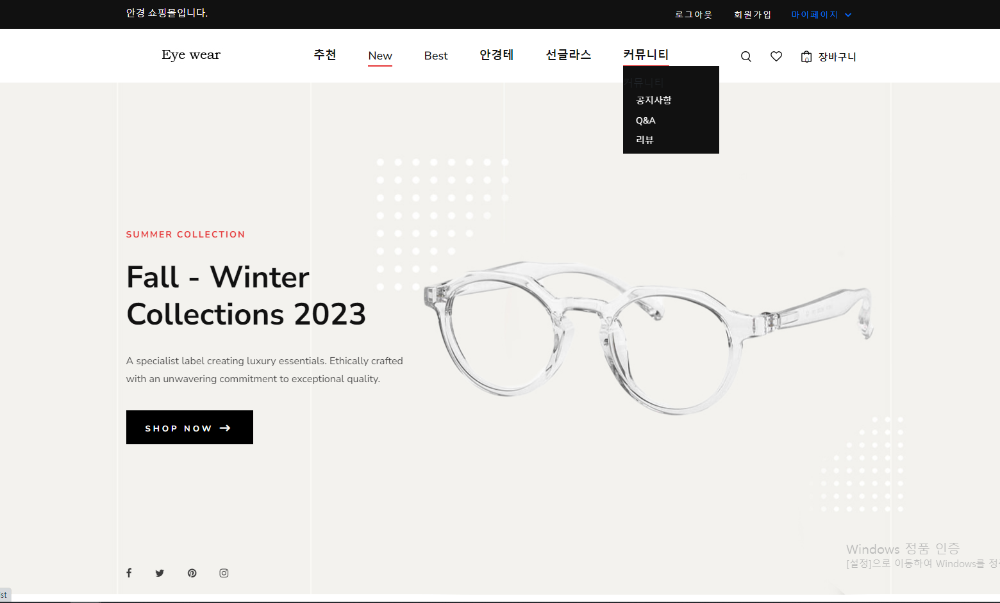 안경 쇼핑몰입니다.
로그아웃 회원가입 마이페이지
Eye wear 추천 New Best 안경테 선글라스 커뮤니티 0 장바구니
커뮤니티
공지사항
Q&A
리뷰
SUMMER COLLECTION
Fall - Winter
Collections 2023
A specialist label creating luxury essentials. Ethically crafted
with an unwavering commitment to exceptional quality.
SHOP NOW
Windows 정품 인증
[설정]으로 이동하여 Windows를 정
st